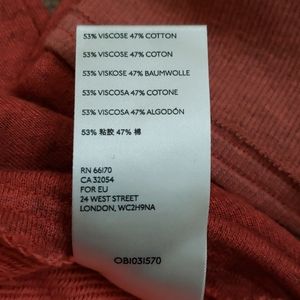 53% VISCOSE 47% COTTON
53% VISCOSE 47% COTON
53% VISKOSE 47% BAUMWOLLE
53% VISCOSA 47% COTONE
53% VISCOSA 47% ALGODÓN
53% 粘胶 47% 棉
RN 66170
CA 32054
FOR EU
24 WEST STREET
LONDON, WC2H9NA
OB1031570